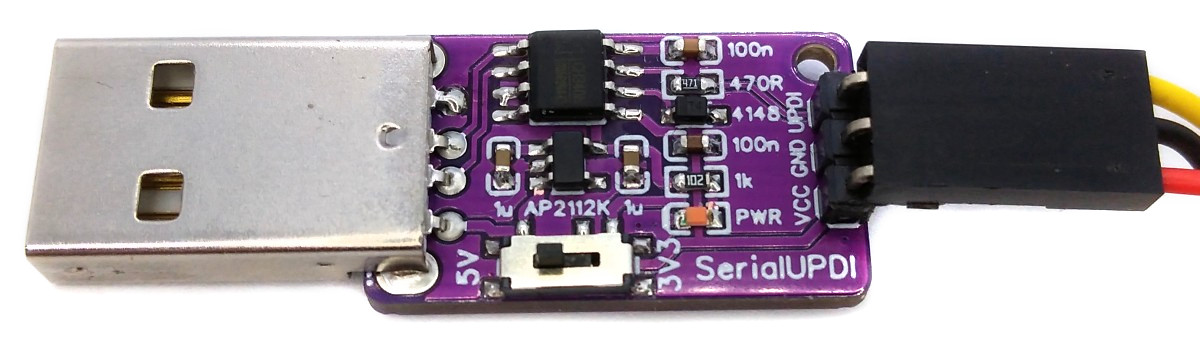 100n
471
470R
4148
UPDI
100n
GND
102
1k
1u AP2112K 1u
PWR
VCC
5V
3V3
SerialUPDI